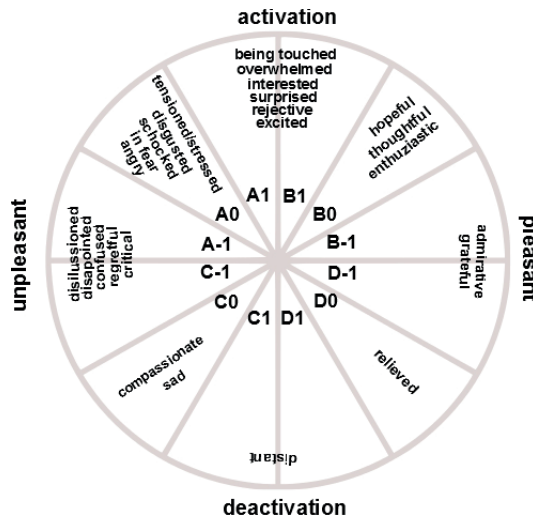 activation
being touched
overwhelmed
interested
surprised
rejective
excited
tensioned/stressed
disgusted
schocked
in fear
angry
hopeful
thoughtful
enthuziastic
A1 B1
A0 B0
A-1 B-1
unpleasant
disilussioned
disapointed
confused
regretful
critical
admirative
grateful
pleasant
C-1 D-1
C0 D0
C1 D1
compassionate
sad
relieved
distant
deactivation